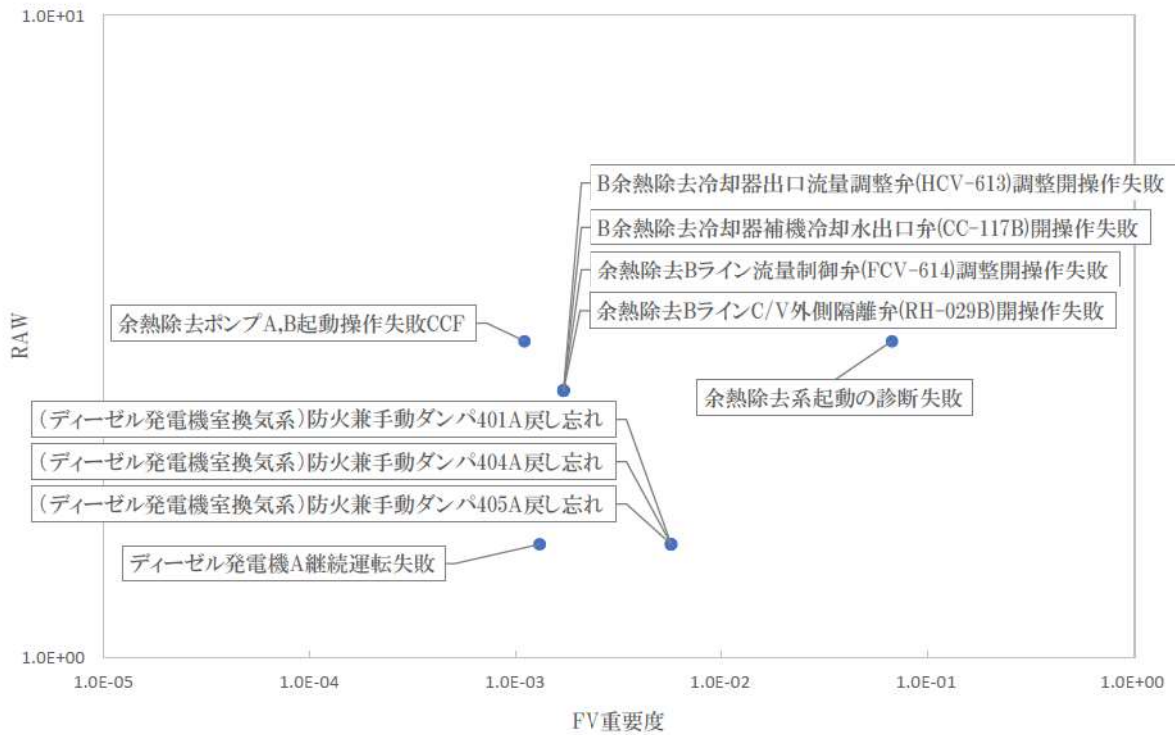 1.0E+01
B余熱除去冷却器出口流量調整弁(HCV-613)調整開操作失敗
B余熱除去冷却器補機冷却水出口弁(CC-117B)開操作失敗
余熱除去Bライン流量制御弁(FCV-614)調整開操作失敗
余熱除去BラインC/V外側隔離弁(RH-029B)開操作失敗
余熱除去ポンプA,B起動操作失敗CCF
RAW
余熱除去系起動の診断失敗
(ディーゼル発電機室換気系)防火兼手動ダンパ401A戻し忘れ
(ディーゼル発電機室換気系)防火兼手動ダンパ404A戻し忘れ
(ディーゼル発電機室換気系)防火兼手動ダンパ405A戻し忘れ
ディーゼル発電機A継続運転失敗
1.0E+00
1.0E-05 1.0E-04 1.0E-03 1.0E-02 1.0E-01 1.0E+00
FV重要度